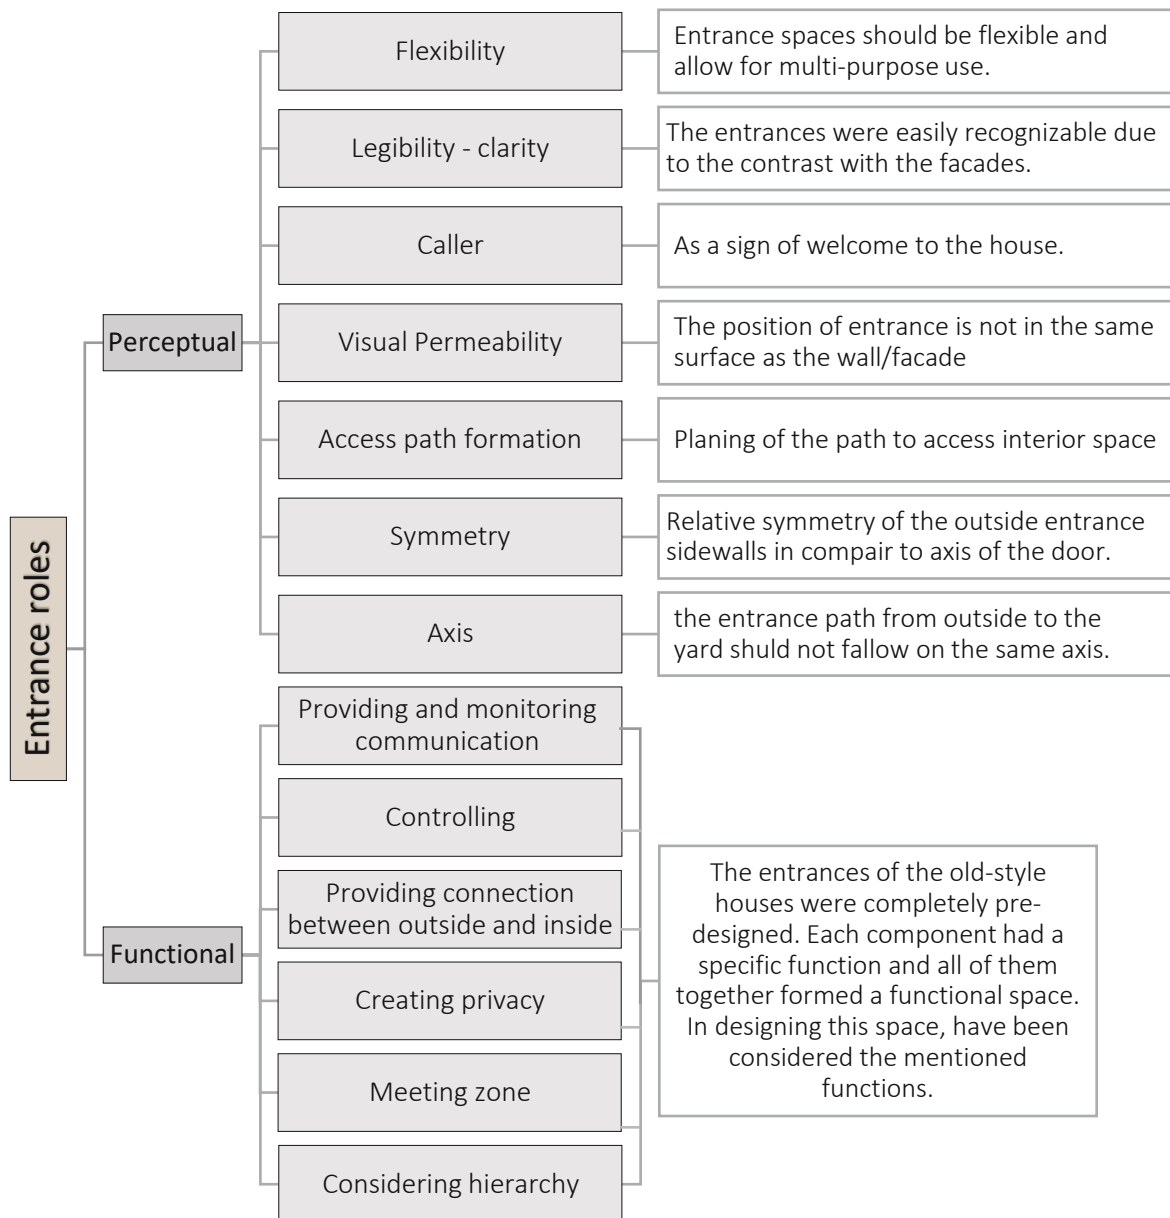 Entrance roles
Perceptual
Flexibility
Entrance spaces should be flexible and
allow for multi-purpose use.
Legibility - clarity
The entrances were easily recognizable due
to the contrast with the facades.
Caller
As a sign of welcome to the house.
Visual Permeability
The position of entrance is not in the same
surface as the wall/facade
Access path formation
Planing of the path to access interior space
Symmetry
Relative symmetry of the outside entrance
sidewalls in compair to axis of the door.
Axis
the entrance path from outside to the
yard shuld not fallow on the same axis.
Functional
Providing and monitoring
communication
Controlling
Providing connection
between outside and inside
Creating privacy
Meeting zone
Considering hierarchy
The entrances of the old-style
houses were completely pre-
designed. Each component had a
specific function and all of them
together formed a functional space.
In designing this space, have been
considered the mentioned
functions.